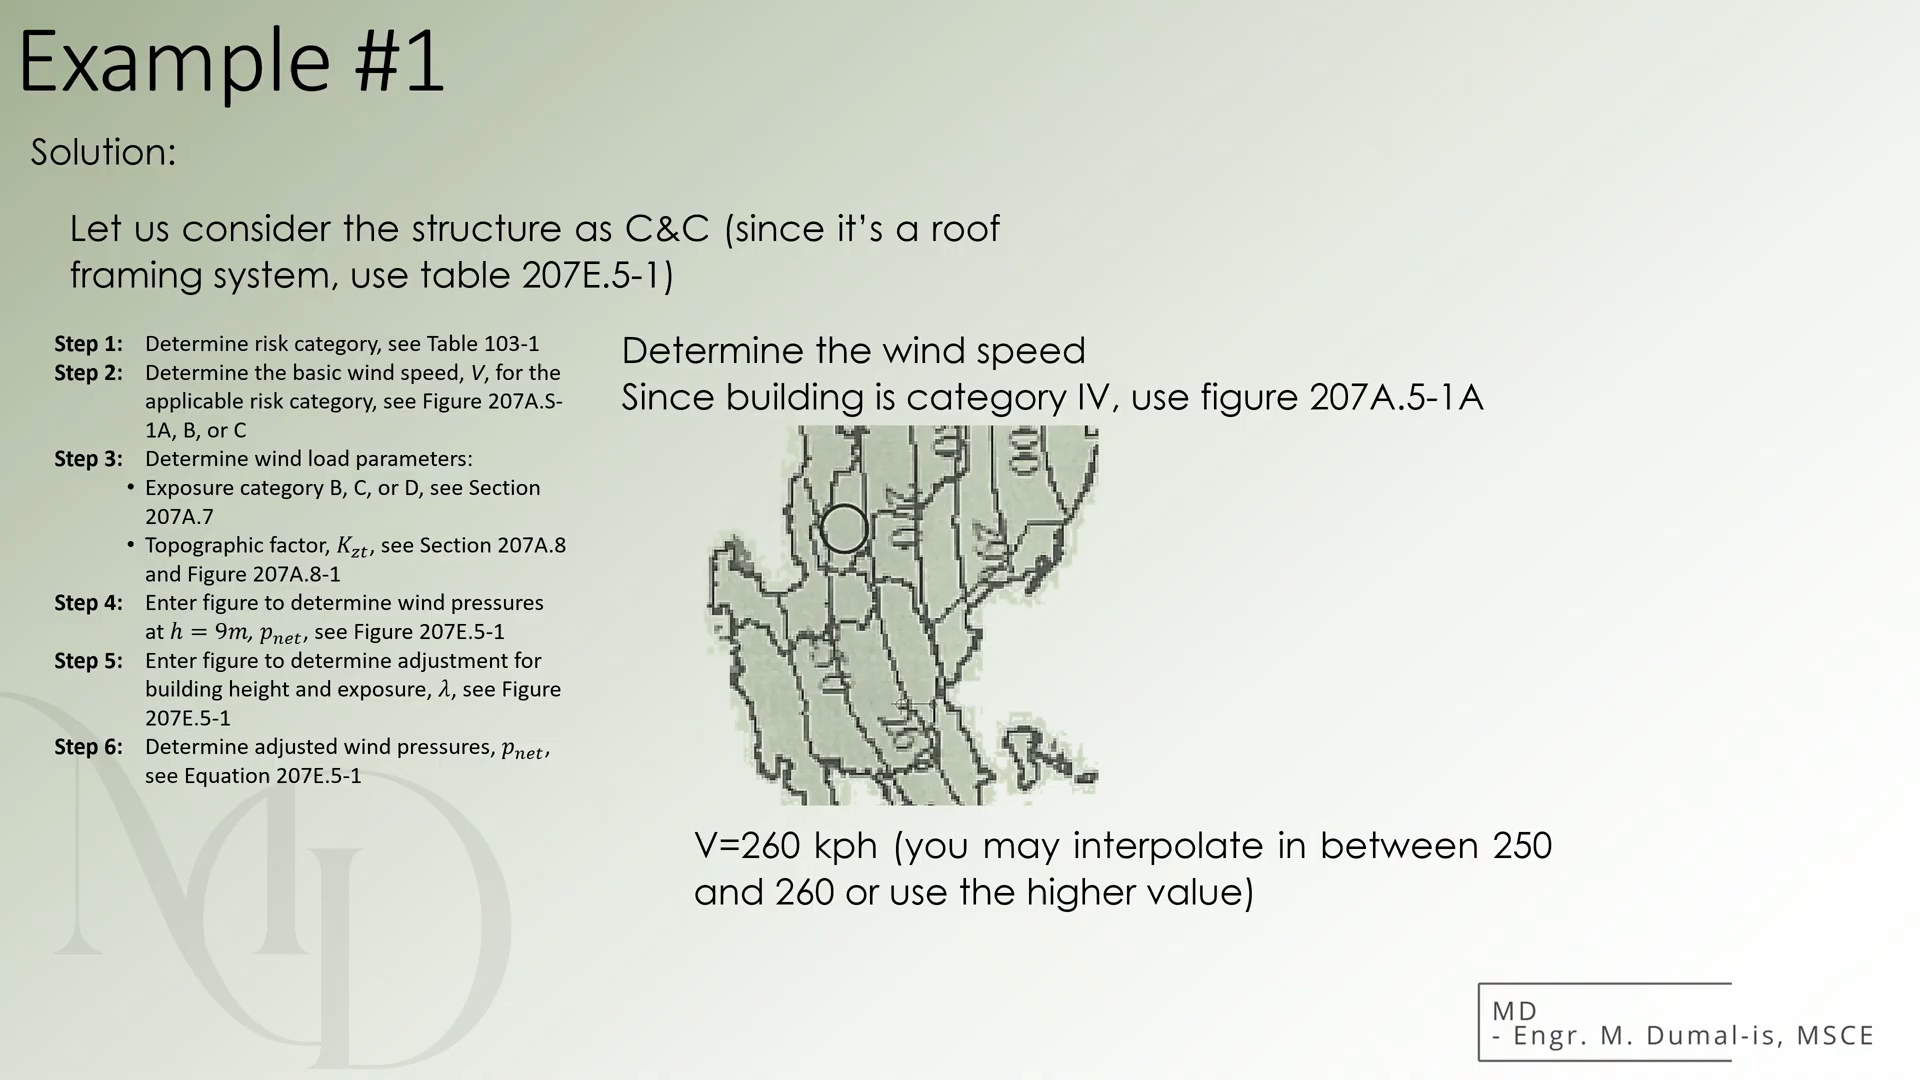 Example #1
Solution:
Let us consider the structure as C&C (since it’s a roof
framing system, use table 207E.5-1)
Step 1: Determine risk category, see Table 103-1
Step 2: Determine the basic wind speed, V, for the
applicable risk category, see Figure 207A.S-
1A, B, or C
Step 3: Determine wind load parameters:
• Exposure category B, C, or D, see Section
207A.7
• Topographic factor, K_zt, see Section 207A.8
and Figure 207A.8-1
Step 4: Enter figure to determine wind pressures
at h = 9m, p_net, see Figure 207E.5-1
Step 5: Enter figure to determine adjustment for
building height and exposure, λ, see Figure
207E.5-1
Step 6: Determine adjusted wind pressures, p_net,
see Equation 207E.5-1
Determine the wind speed
Since building is category IV, use figure 207A.5-1A
V=260 kph (you may interpolate in between 250
and 260 or use the higher value)
MD
MD
- Engr. M. Dumal-is, MSCE